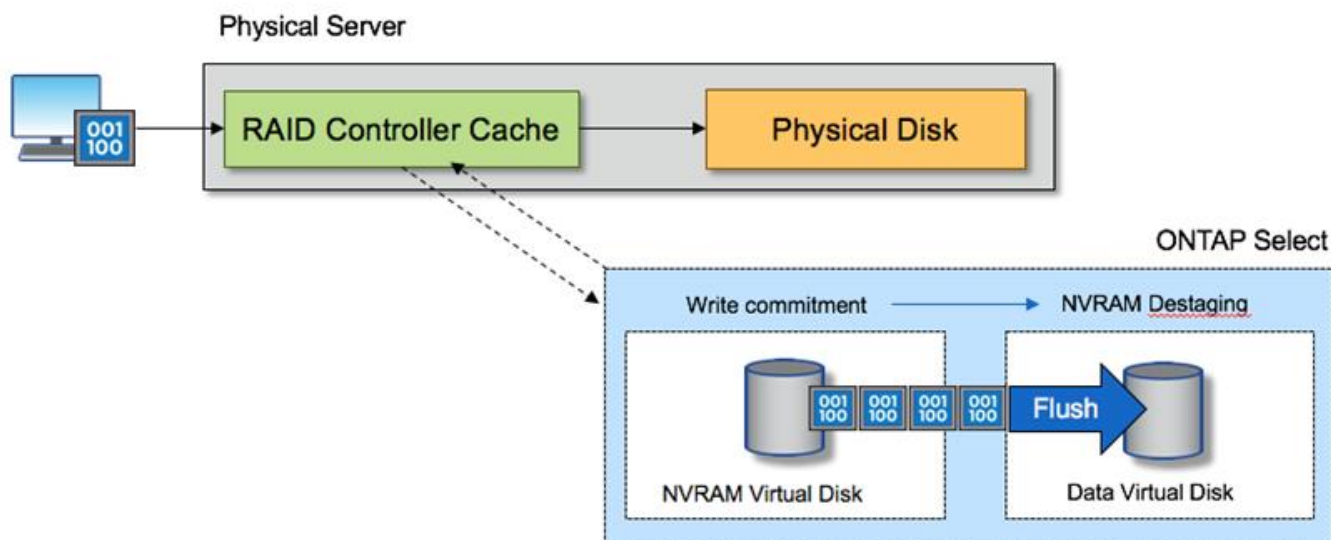 Physical Server
001
100
RAID Controller Cache
Physical Disk
ONTAP Select
Write commitment
NVRAM Destaging
001
100
001
100
001
100
001
100
Flush
NVRAM Virtual Disk
Data Virtual Disk